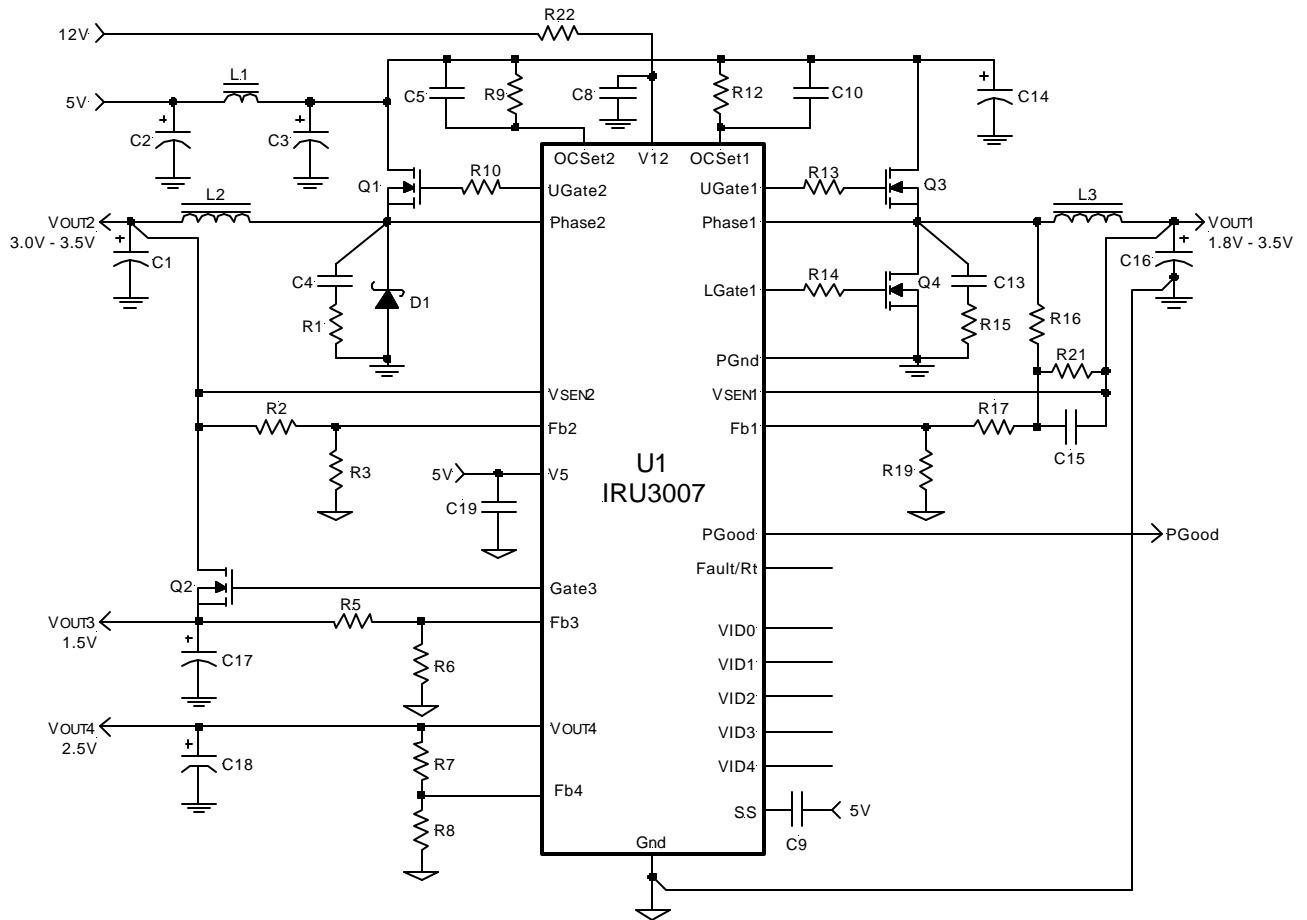 R22
12V
L1
5V
C2
C3
C5
R9
C8
R12
C10
C14
OCSet2
V12
OCSet1
Q1
R10
UGate2
UGate1
R13
Q3
L2
L3
VOUT2
3.0V - 3.5V
Phase2
Phase1
VOUT1
1.8V - 3.5V
C1
C16
C4
D1
R1
LGate1
R14
Q4
C13
R15
R16
PGnd
R21
VSEN2
VSEN1
R2
Fb2
Fb1
R17
C15
R3
5V
V5
U1
IRU3007
R19
C19
PGood
PGood
Fault/Rt
Q2
Gate3
R5
VOUT3
1.5V
Fb3
VID0
C17
R6
VID1
VID2
VOUT4
2.5V
VOUT4
VID3
C18
R7
VID4
Fb4
R8
SS
5V
C9
Gnd